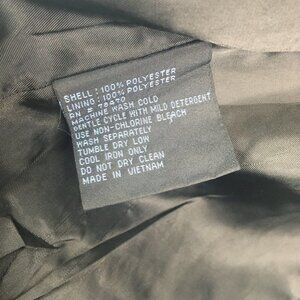 SHELL: 100% POLYESTER
LINING: 100% POLYESTER
RN # 79970
MACHINE WASH COLD
GENTLE CYCLE WITH MILD DETERGENT
USE NON-CHLORINE BLEACH
WASH SEPARATELY
TUMBLE DRY LOW
COOL IRON ONLY
DO NOT DRY CLEAN
MADE IN VIETNAM